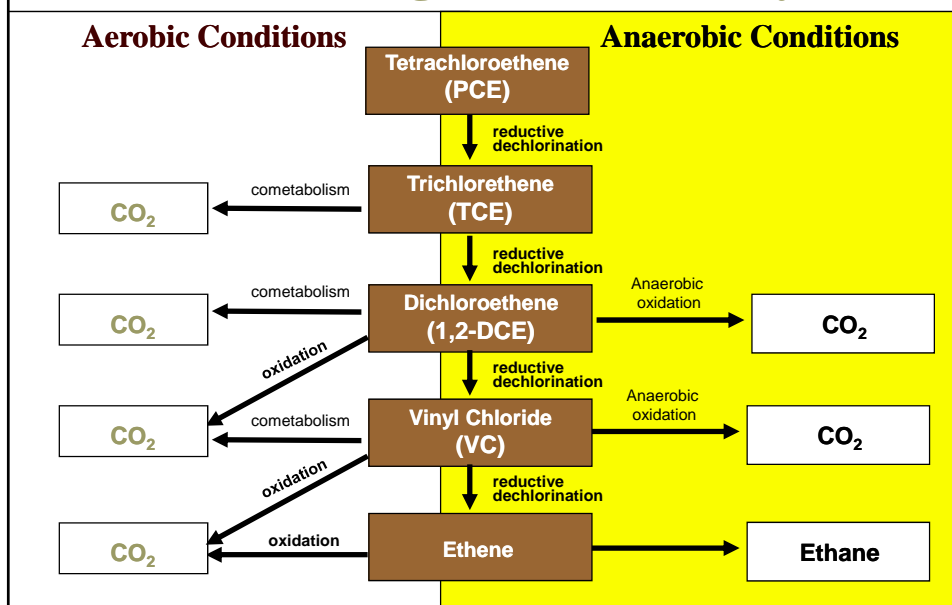 Aerobic Conditions
Anaerobic Conditions
Tetrachloroethene
(PCE)
reductive
dechlorination
Trichlorethene
(TCE)
cometabolism
CO₂
reductive
dechlorination
Dichloroethene
(1,2-DCE)
cometabolism
CO₂
Anaerobic
oxidation
CO₂
oxidation
reductive
dechlorination
Vinyl Chloride
(VC)
cometabolism
CO₂
Anaerobic
oxidation
CO₂
oxidation
reductive
dechlorination
Ethene
oxidation
CO₂
Ethane